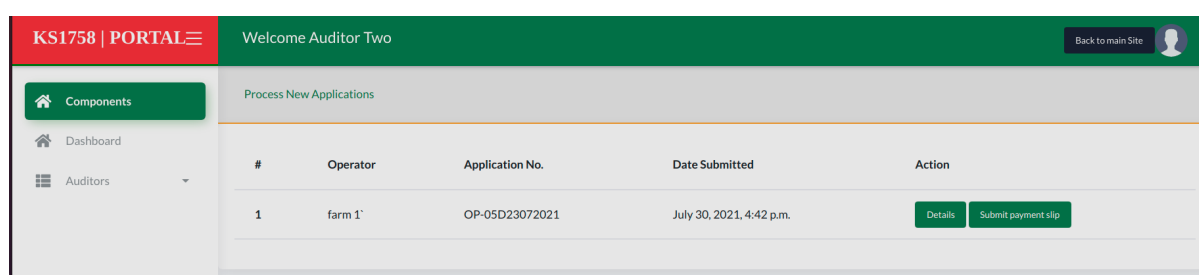 KS1758 | PORTAL
Welcome Auditor Two
Back to main Site
Components
Process New Applications
Dashboard
Auditors
# Operator Application No. Date Submitted Action
1 farm 1` OP-05D23072021 July 30, 2021, 4:42 p.m. Details Submit payment slip